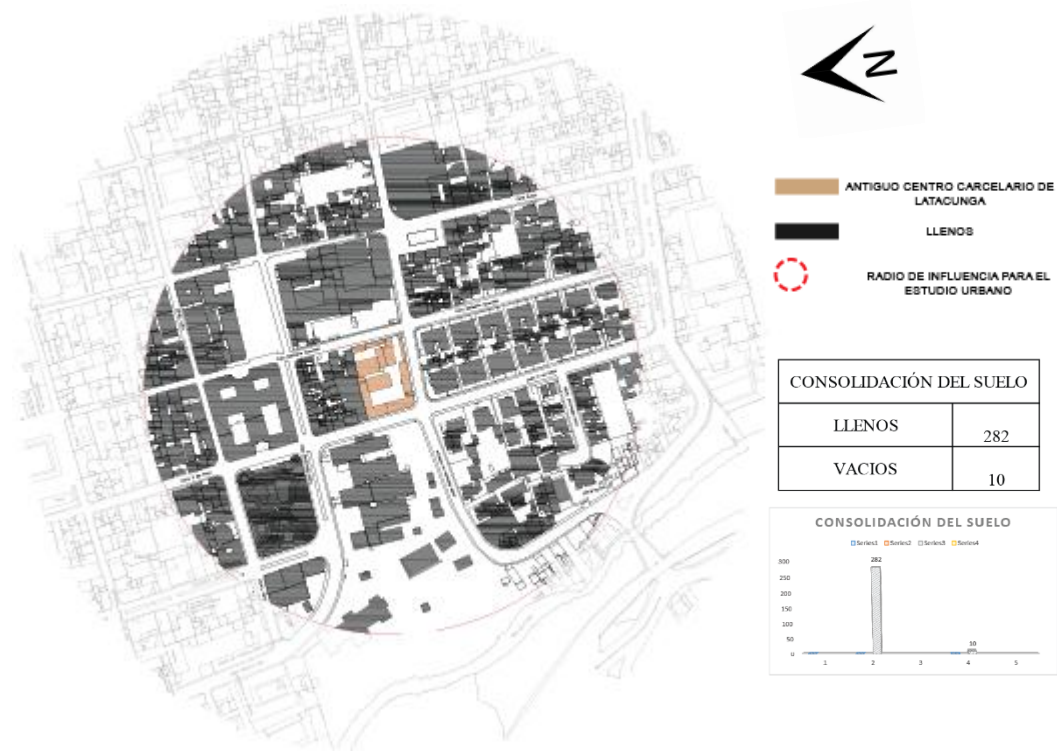 N
ANTIGUO CENTRO CARCELARIO DE
LATACUNGA
LLENOS
RADIO DE INFLUENCIA PARA EL
ESTUDIO URBANO
CONSOLIDACIÓN DEL SUELO
LLENOS 282
VACIOS 10
CONSOLIDACIÓN DEL SUELO
Series1 Series2 Series3 Series4
300
250
200
150
100
50
0
282
10
1 2 3 4 5